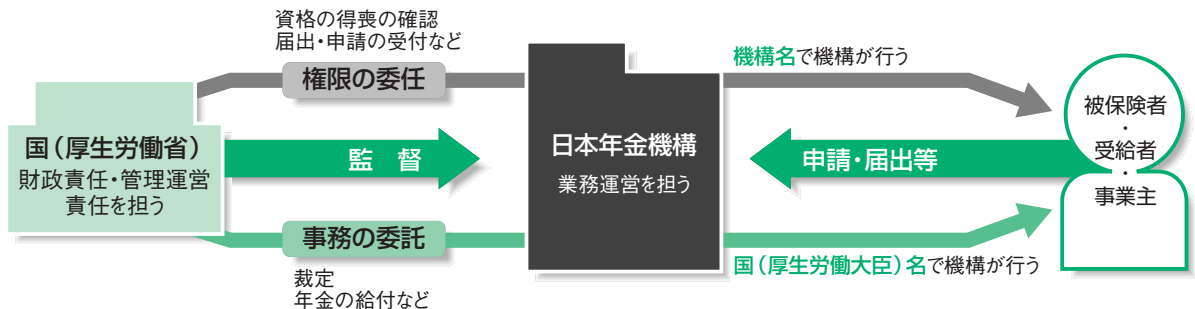 資格の得喪の確認
届出・申請の受付など
権限の委任
機構名で機構が行う
国（厚生労働省）
財政責任・管理運営
責任を担う
監督
日本年金機構
業務運営を担う
申請・届出等
被保険者
・
受給者
・
事業主
事務の委託
裁定
年金の給付など
国（厚生労働大臣）名で機構が行う